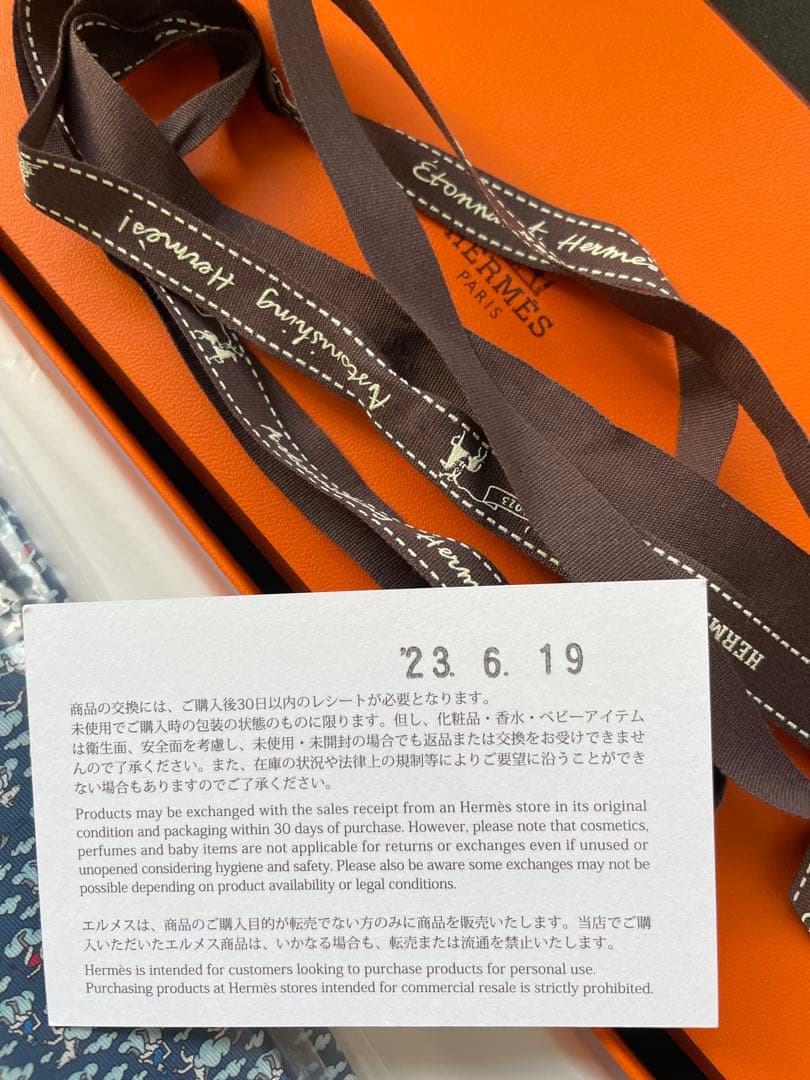 Étonna t Hermès
HERMÈS
PARIS
Astonishing Hermès!
HERM
'23. 6. 19
商品の交換には、ご購入後30日以内のレシートが必要となります。
未使用でご購入時の包装の状態のものに限ります。但し、化粧品・香水・ベビーアイテム
は衛生面、安全面を考慮し、未使用・未開封の場合でも返品または交換をお受けできませ
んので了承ください。また、在庫の状況や法律上の規制等によりご要望に沿うことができ
ない場合もありますのでご了承ください。
Products may be exchanged with the sales receipt from an Hermès store in its original
condition and packaging within 30 days of purchase. However, please note that cosmetics,
perfumes and baby items are not applicable for returns or exchanges even if unused or
unopened considering hygiene and safety. Please also be aware some exchanges may not be
possible depending on product availability or legal conditions.
エルメスは、商品のご購入目的が転売でない方のみに商品を販売いたします。当店でご購
入いただいたエルメス商品は、いかなる場合も、転売または流通を禁止いたします。
Hermès is intended for customers looking to purchase products for personal use.
Purchasing products at Hermès stores intended for commercial resale is strictly prohibited.